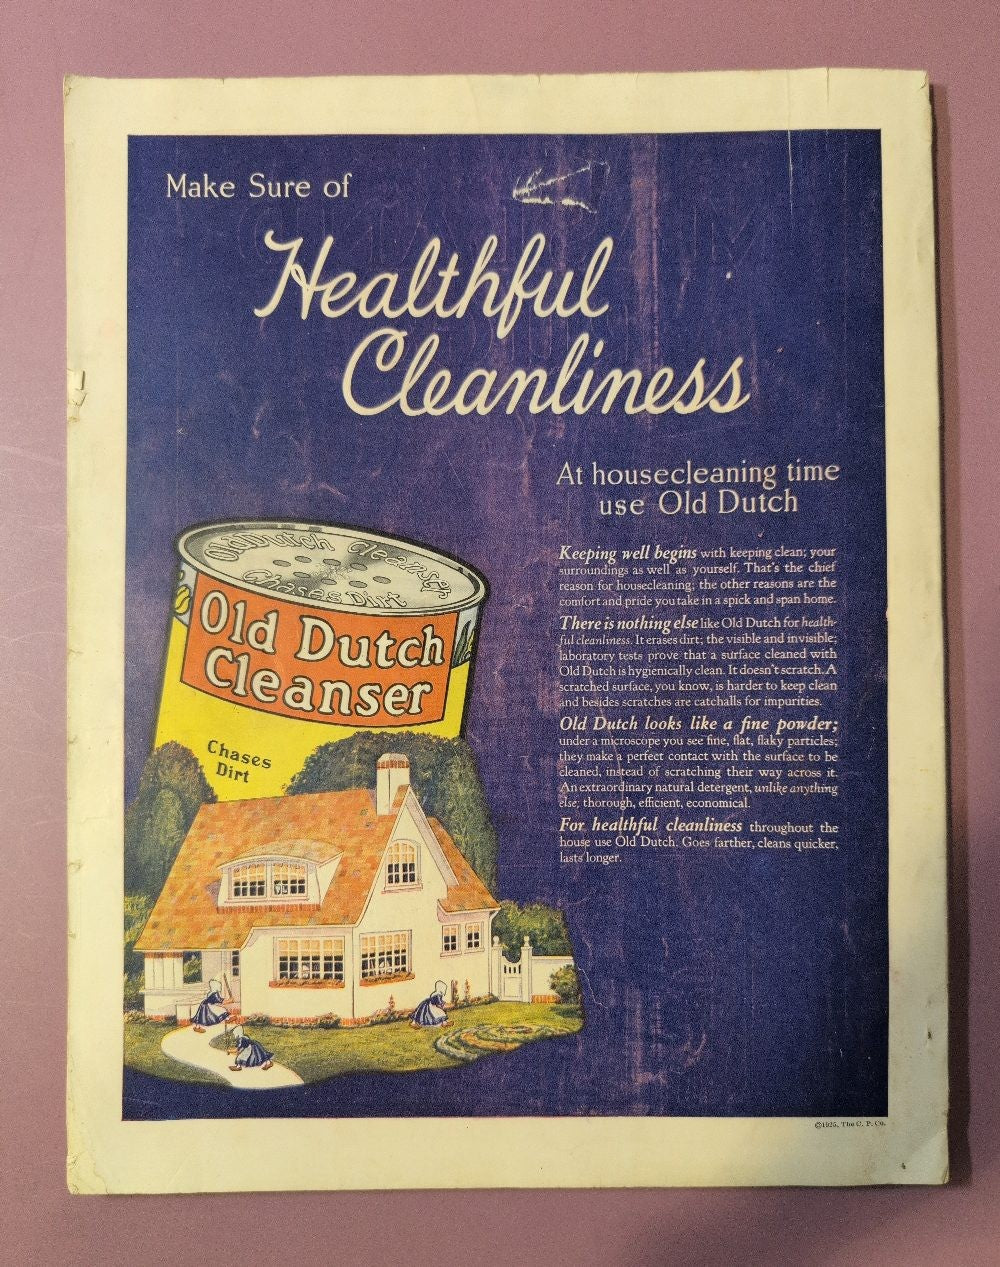 Make Sure of
Healthful
Cleanliness
At housecleaning time
use Old Dutch
Keeping well begins with keeping clean; your
surroundings as well as yourself. That's the chief
reason for housecleaning; the other reasons are the
comfort and pride you take in a spick and span home.
There is nothing else like Old Dutch for health-
ful cleanliness. It erases dirt; the visible and invisible;
laboratory tests prove that a surface cleaned with
Old Dutch is hygienically clean. It doesn't scratch. A
scratched surface, you know, is harder to keep clean
and besides scratches are catchalls for impurities.
Old Dutch looks like a fine powder;
under a microscope you see fine, flat, flaky particles;
they make a perfect contact with the surface to be
cleaned, instead of scratching their way across it.
An extraordinary natural detergent, unlike anything
else; thorough, efficient, economical.
For healthful cleanliness throughout the
house use Old Dutch. Goes farther, cleans quicker,
lasts longer.
Old Dutch Cleanser
Chases Dirt
Old Dutch
Cleanser
Chases
Dirt
©1925, The C. P. Co.